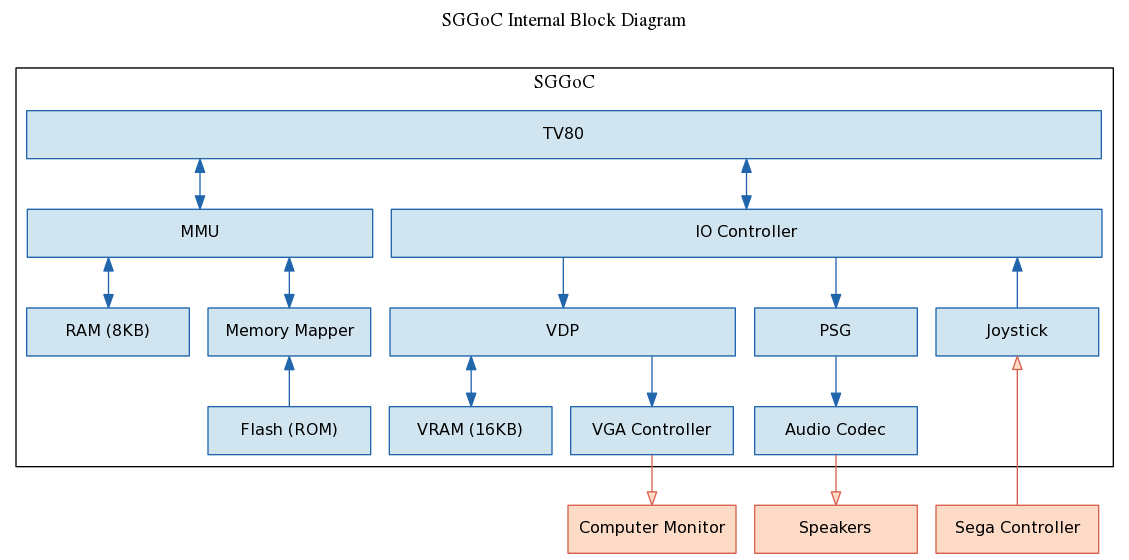 SGGoC Internal Block Diagram
SGGoC
TV80
MMU
IO Controller
RAM (8KB)
Memory Mapper
VDP
PSG
Joystick
Flash (ROM)
VRAM (16KB)
VGA Controller
Audio Codec
Computer Monitor
Speakers
Sega Controller